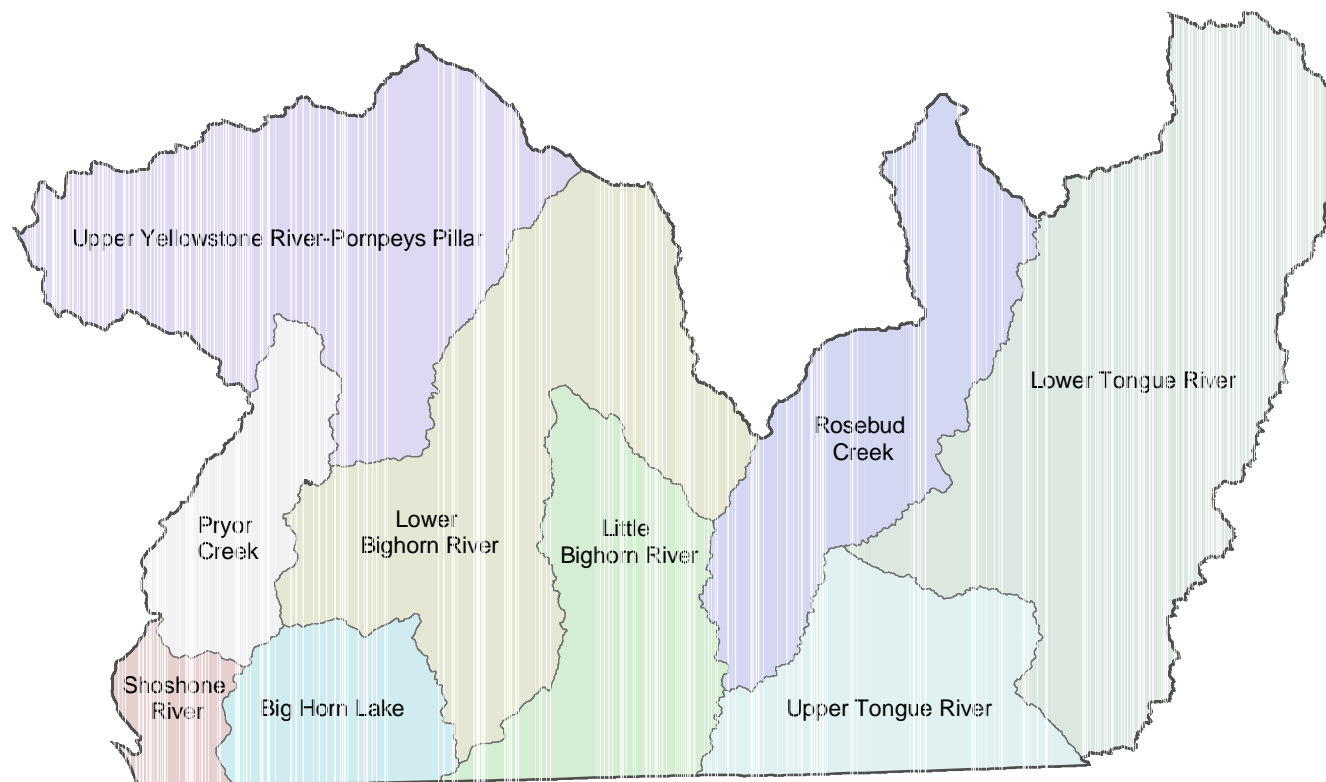 Upper Yellowstone River-Pompeys Pillar
Lower Tongue River
Rosebud
Creek
Pryor
Creek
Lower
Bighorn River
Little
Bighorn River
Shoshone
River
Big Horn Lake
Upper Tongue River